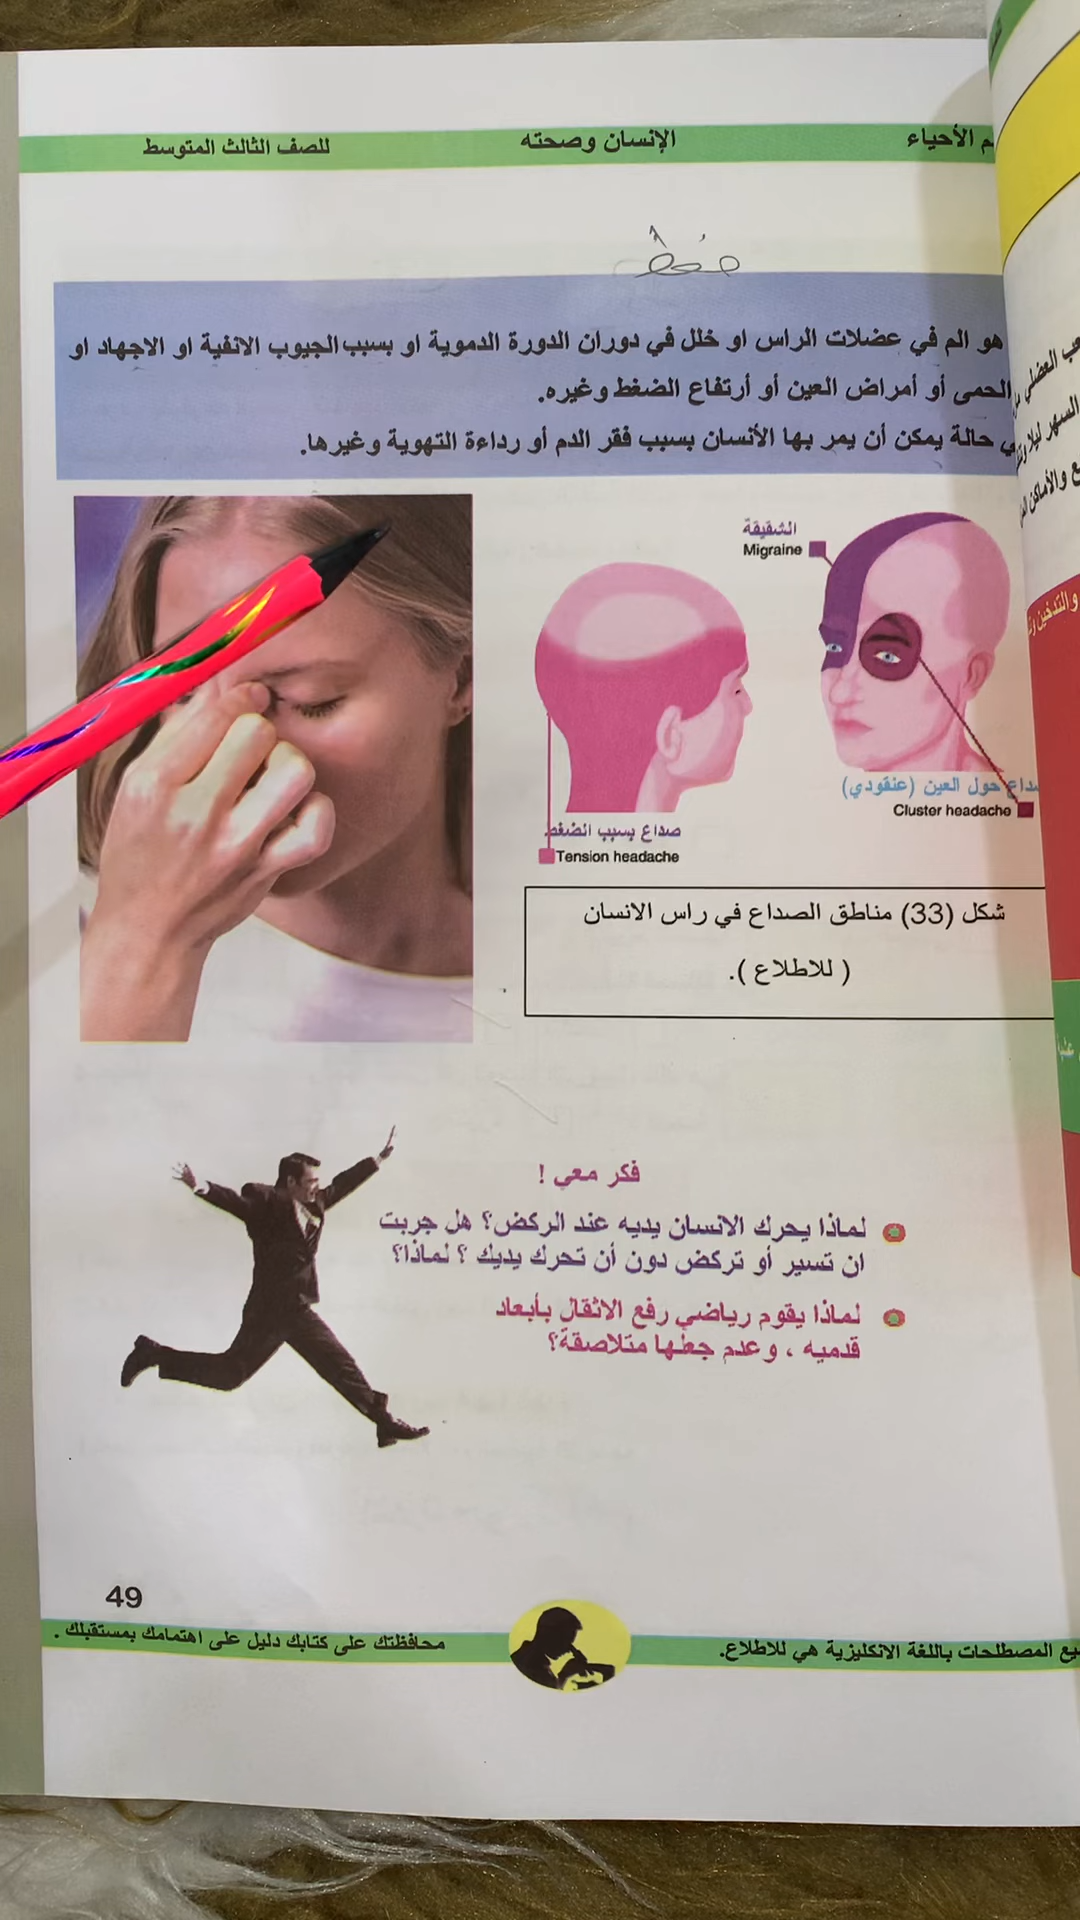 الأحياء
الإنسان وصحته
للصف الثالث المتوسط
هو الم في عضلات الراس او خلل في دوران الدورة الدموية او بسبب الجيوب الانفية او الاجهاد او
الحمى أو أمراض العين أو أرتفاع الضغط وغيره.
حالة يمكن أن يمر بها الأنسان بسبب فقر الدم أو رداءة التهوية وغيرها.
الشقيقة
Migraine
حول العين (عنقودي)
Cluster headache
صداع بسبب الضغط
Tension headache
شكل (33) مناطق الصداع في راس الانسان
( للاطلاع ).
فكر معي !
لماذا يحرك الانسان يديه عند الركض؟ هل جربت
ان تسير أو تركض دون أن تحرك يديك ؟ لماذا؟
لماذا يقوم رياضي رفع الاثقال بأبعاد
قدميه ، وعدم جعلها متلاصقة؟
49
المصطلحات باللغة الانكليزية هي للاطلاع.
محافظتك على كتابك دليل على اهتمامك بمستقبلك .
العضلي
السهر ليلا
والأماكن
والتدخين